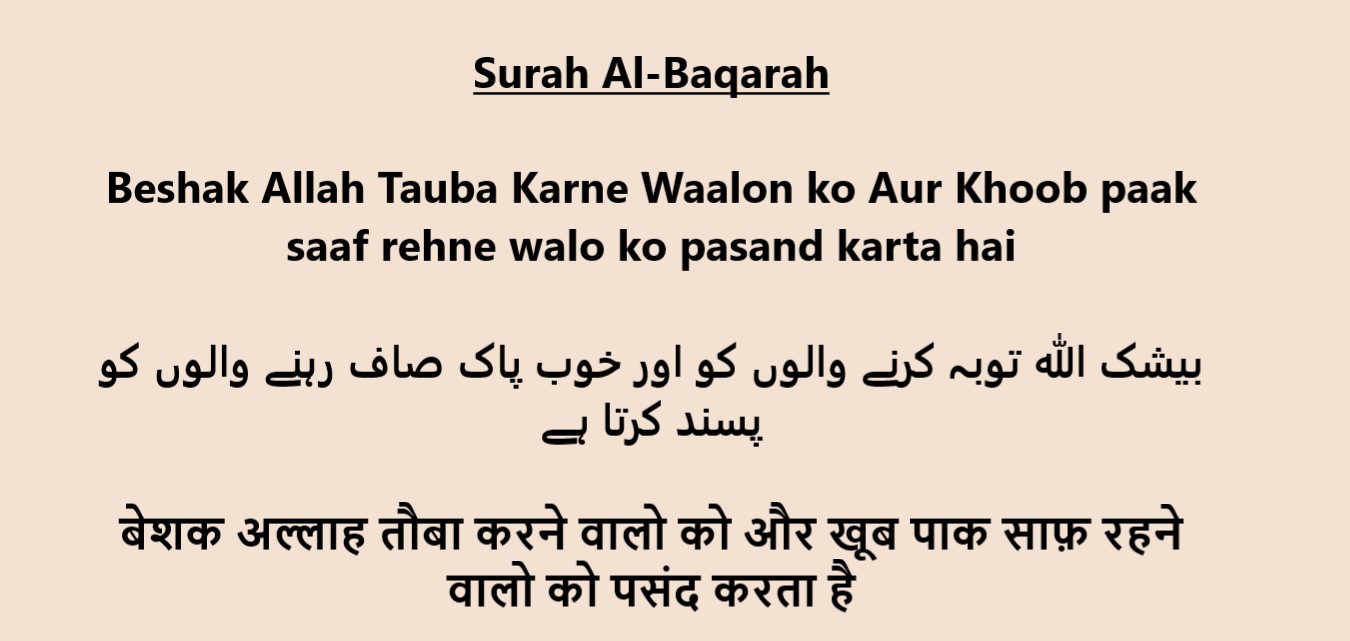 Surah Al-Baqarah
Beshak Allah Tauba Karne Waalon ko Aur Khoob paak
saaf rehne walo ko pasand karta hai
بیشک اللہ توبہ کرنے والوں کو اور خوب پاک صاف رہنے والوں کو
پسند کرتا ہے
बेशक अल्लाह तौबा करने वालो को और खूब पाक साफ़ रहने
वालो को पसंद करता है